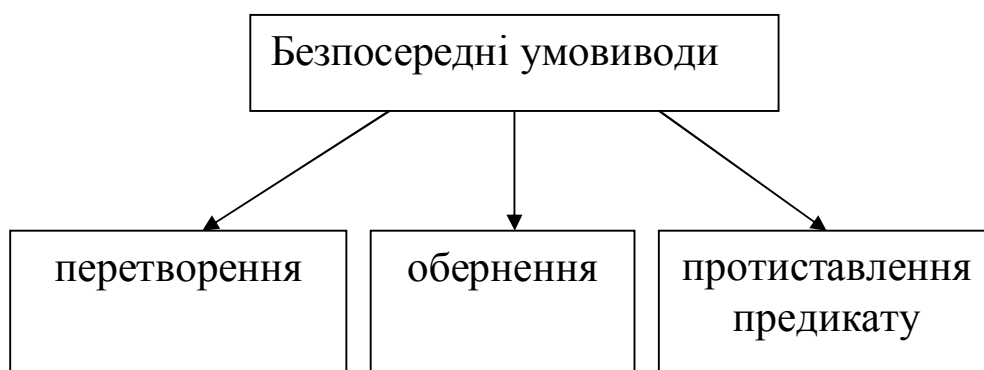 Безпосередні умовиводи
перетворення
обернення
протиставлення
предикату